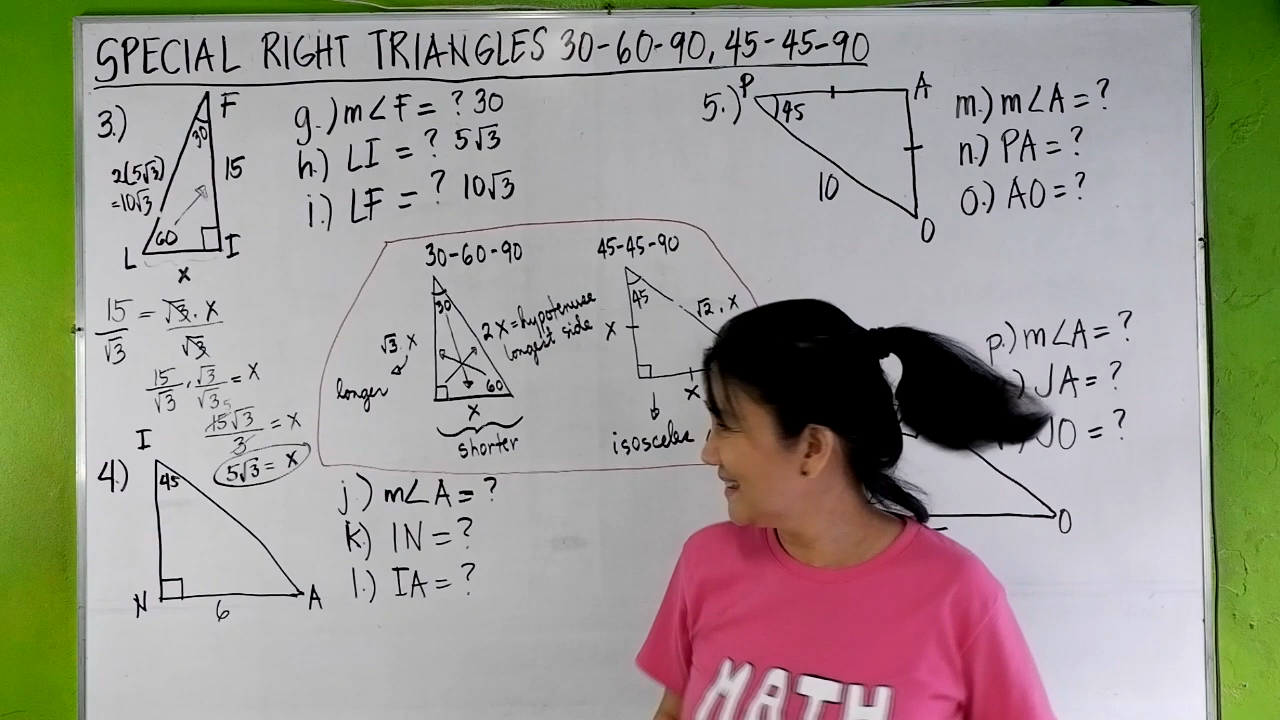 SPECIAL RIGHT TRIANGLES 30-60-90, 45-45-90
3.)
F
30
15
2(5√3)
=10√3
60
L
I
x
g.) m∠F = ? 30
h.) LI = ? 5√3
i.) LF = ? 10√3
15/√3 = √3·x/√3
15/√3 · √3/√3 = x
15√3/3 = x
5
5√3 = x
30-60-90
30
√3·x
longer
2x=hypotenuse
longest side
60
x
shorter
45-45-90
45
√2·x
x
x
isosceles
4.)
I
45
N
6
A
j.) m∠A = ?
k.) IN = ?
l.) IA = ?
5.)
P
45
A
10
O
m.) m∠A = ?
n.) PA = ?
o.) AO = ?
p.) m∠A = ?
JA = ?
JO = ?
O
MATH